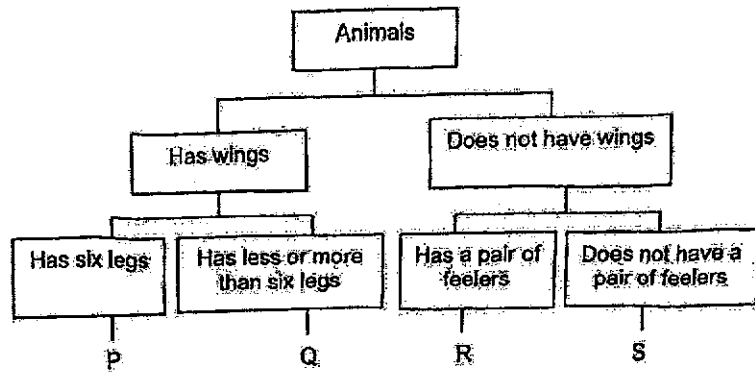 Animals
Has wings
Does not have wings
Has six legs
Has less or more
than six legs
Has a pair of
feelers
Does not have a
pair of feelers
P
Q
R
S